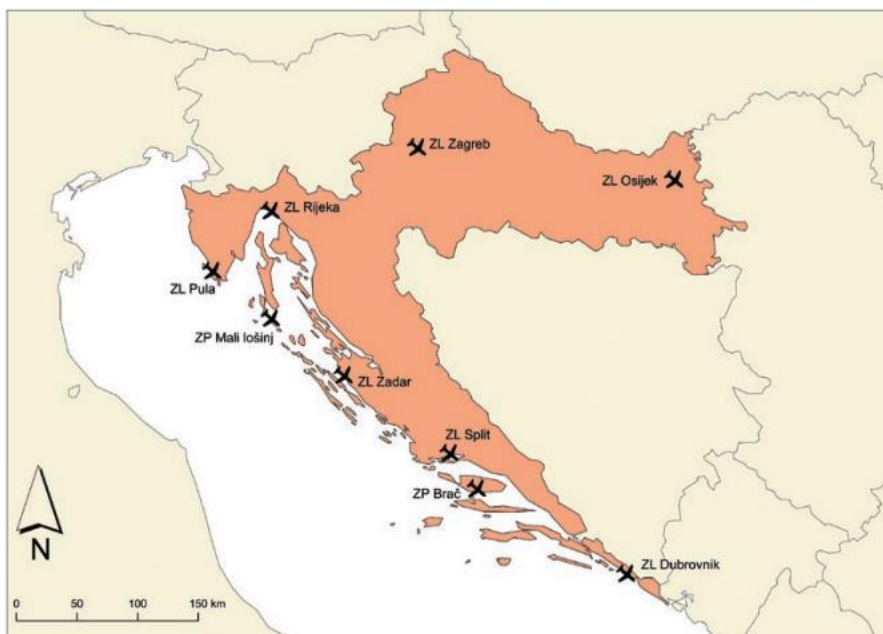 ZL Zagreb
ZL Osijek
ZL Rijeka
ZL Pula
ZP Mali lošinj
ZL Zadar
ZL Split
ZP Brač
ZL Dubrovnik
N
0 50 100 150 km